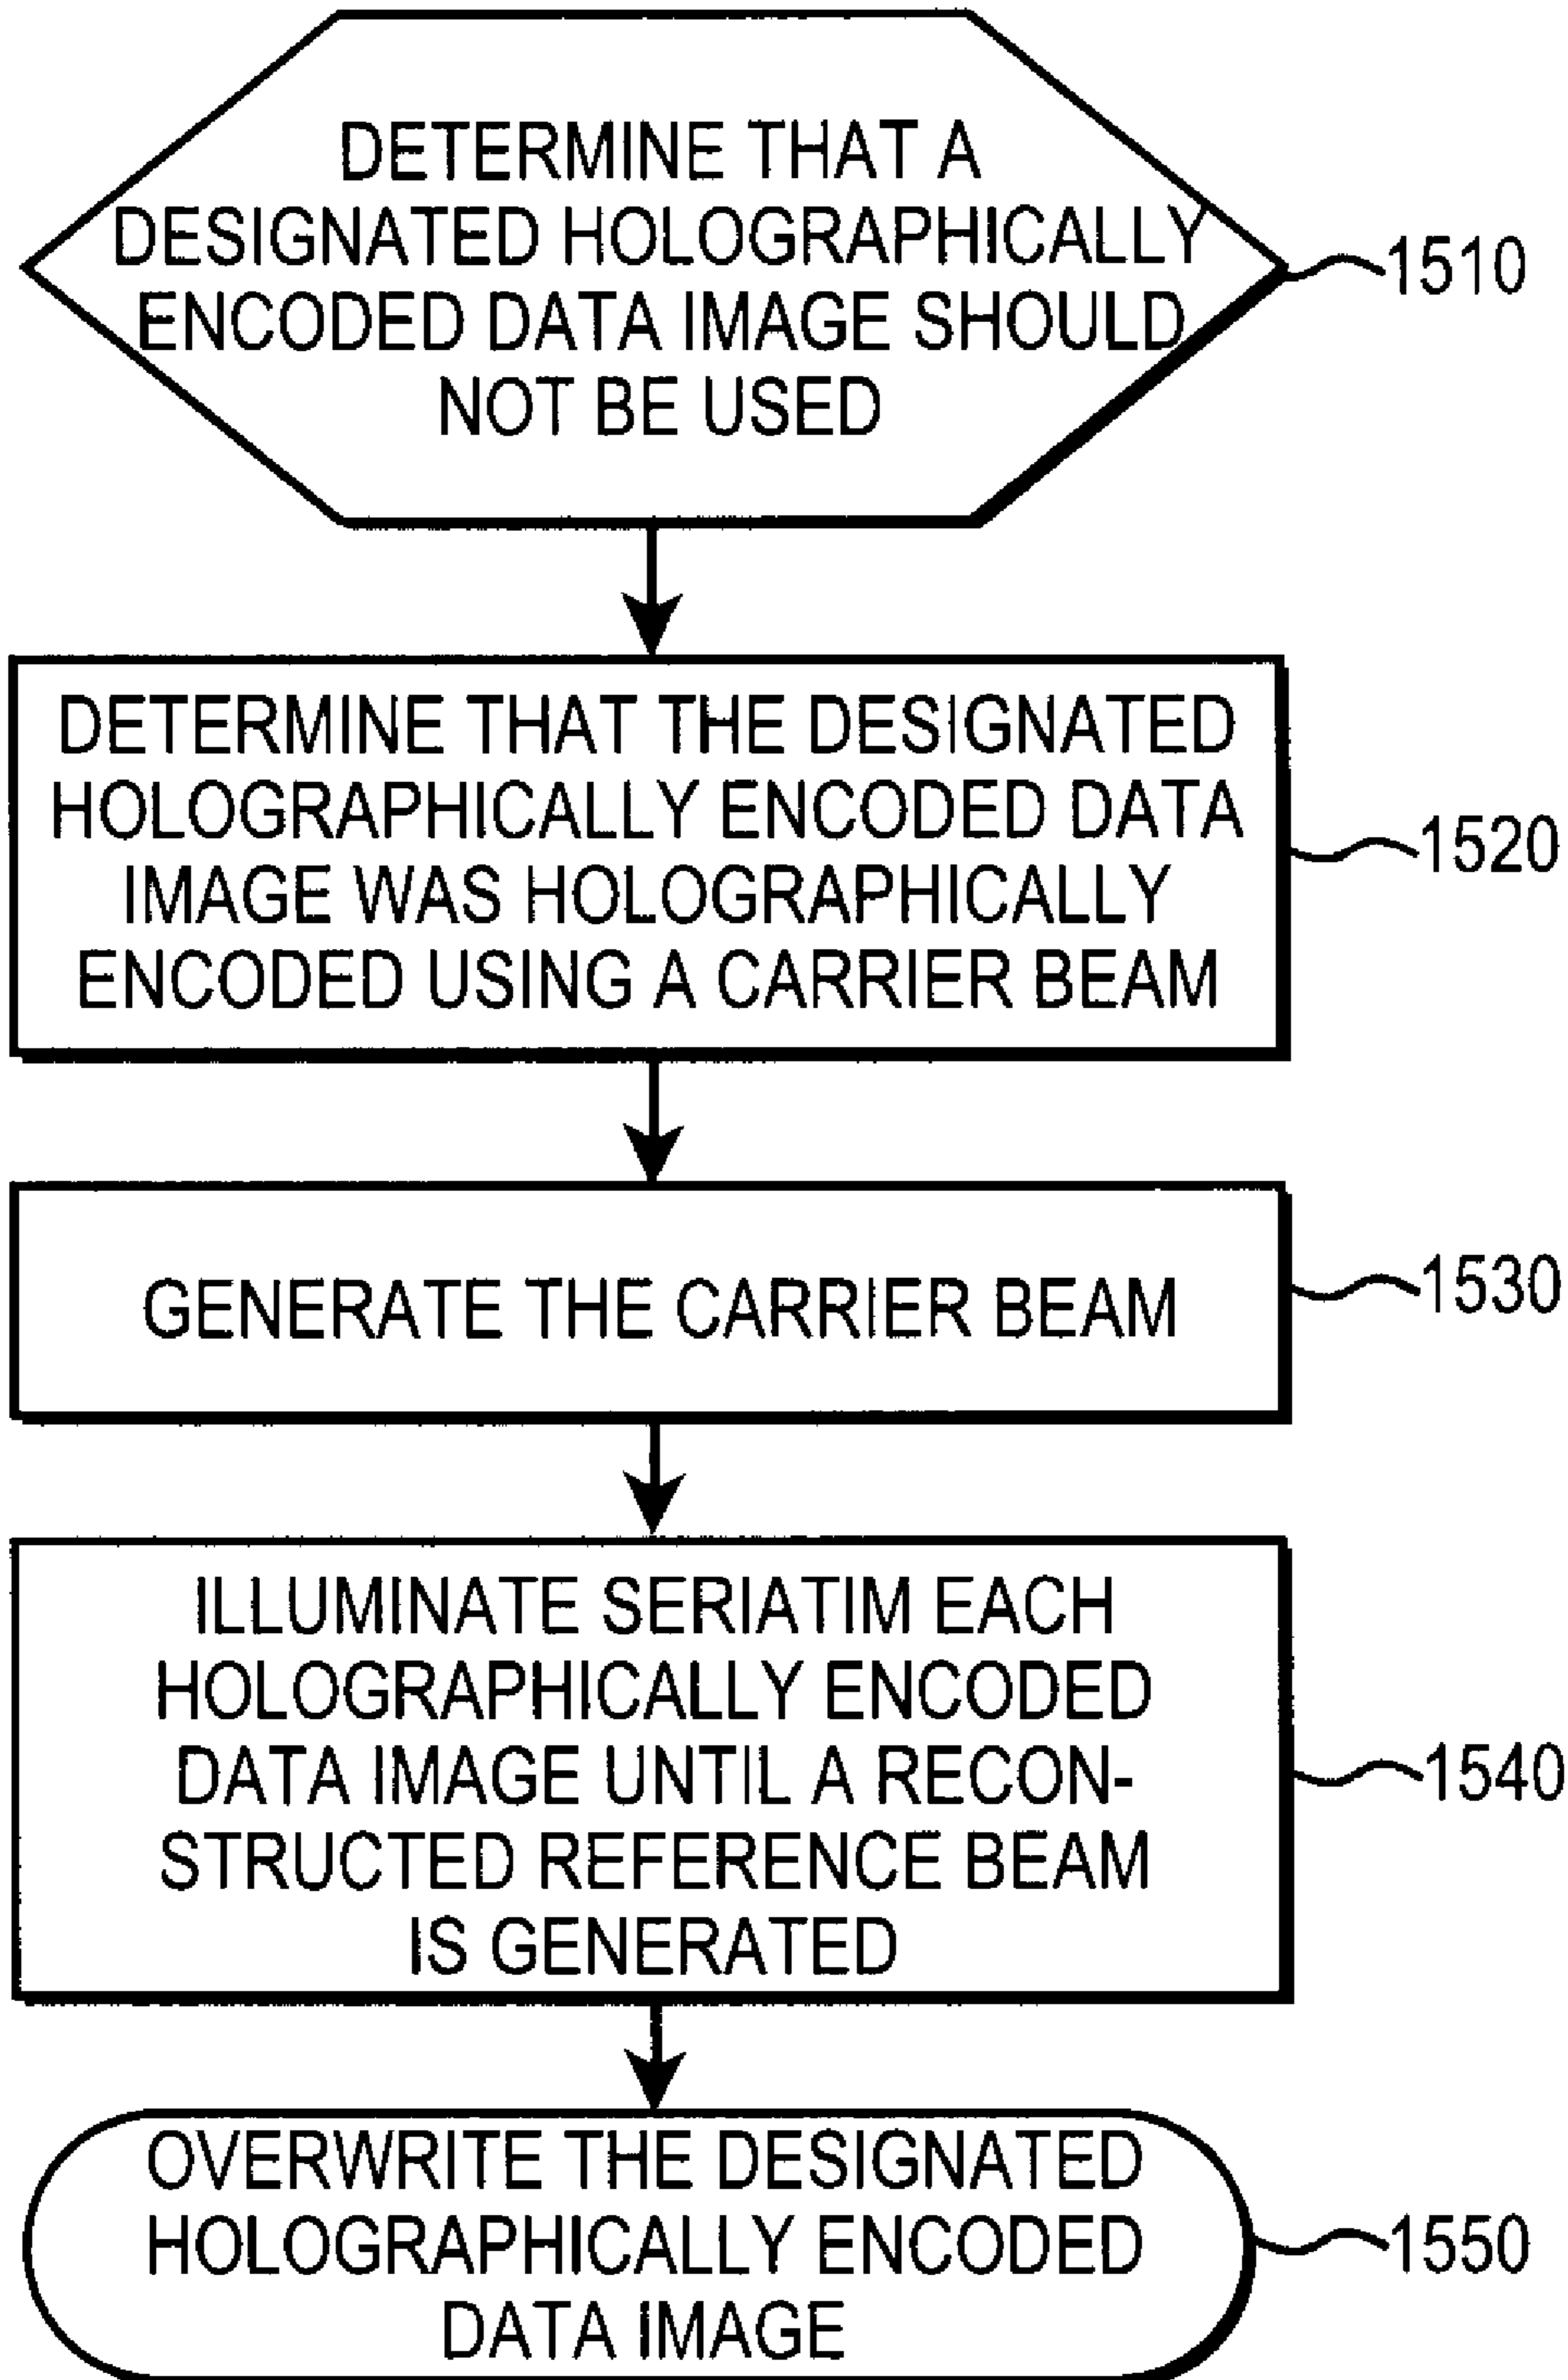 DETERMINE THAT A
DESIGNATED HOLOGRAPHICALLY
ENCODED DATA IMAGE SHOULD
NOT BE USED
1510
DETERMINE THAT THE DESIGNATED
HOLOGRAPHICALLY ENCODED DATA
IMAGE WAS HOLOGRAPHICALLY
ENCODED USING A CARRIER BEAM
1520
GENERATE THE CARRIER BEAM
1530
ILLUMINATE SERIATIM EACH
HOLOGRAPHICALLY ENCODED
DATA IMAGE UNTIL A RECON-
STRUCTED REFERENCE BEAM
IS GENERATED
1540
OVERWRITE THE DESIGNATED
HOLOGRAPHICALLY ENCODED
DATA IMAGE
1550